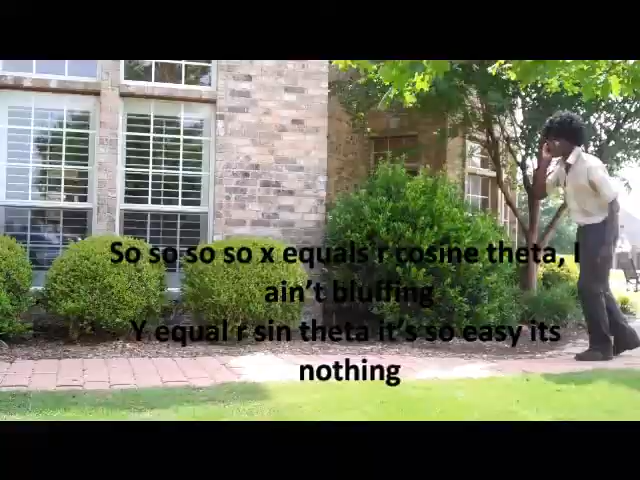 So so so so x equals r cosine theta, I
ain't bluffing
Y equal r sin theta it's so easy its
nothing